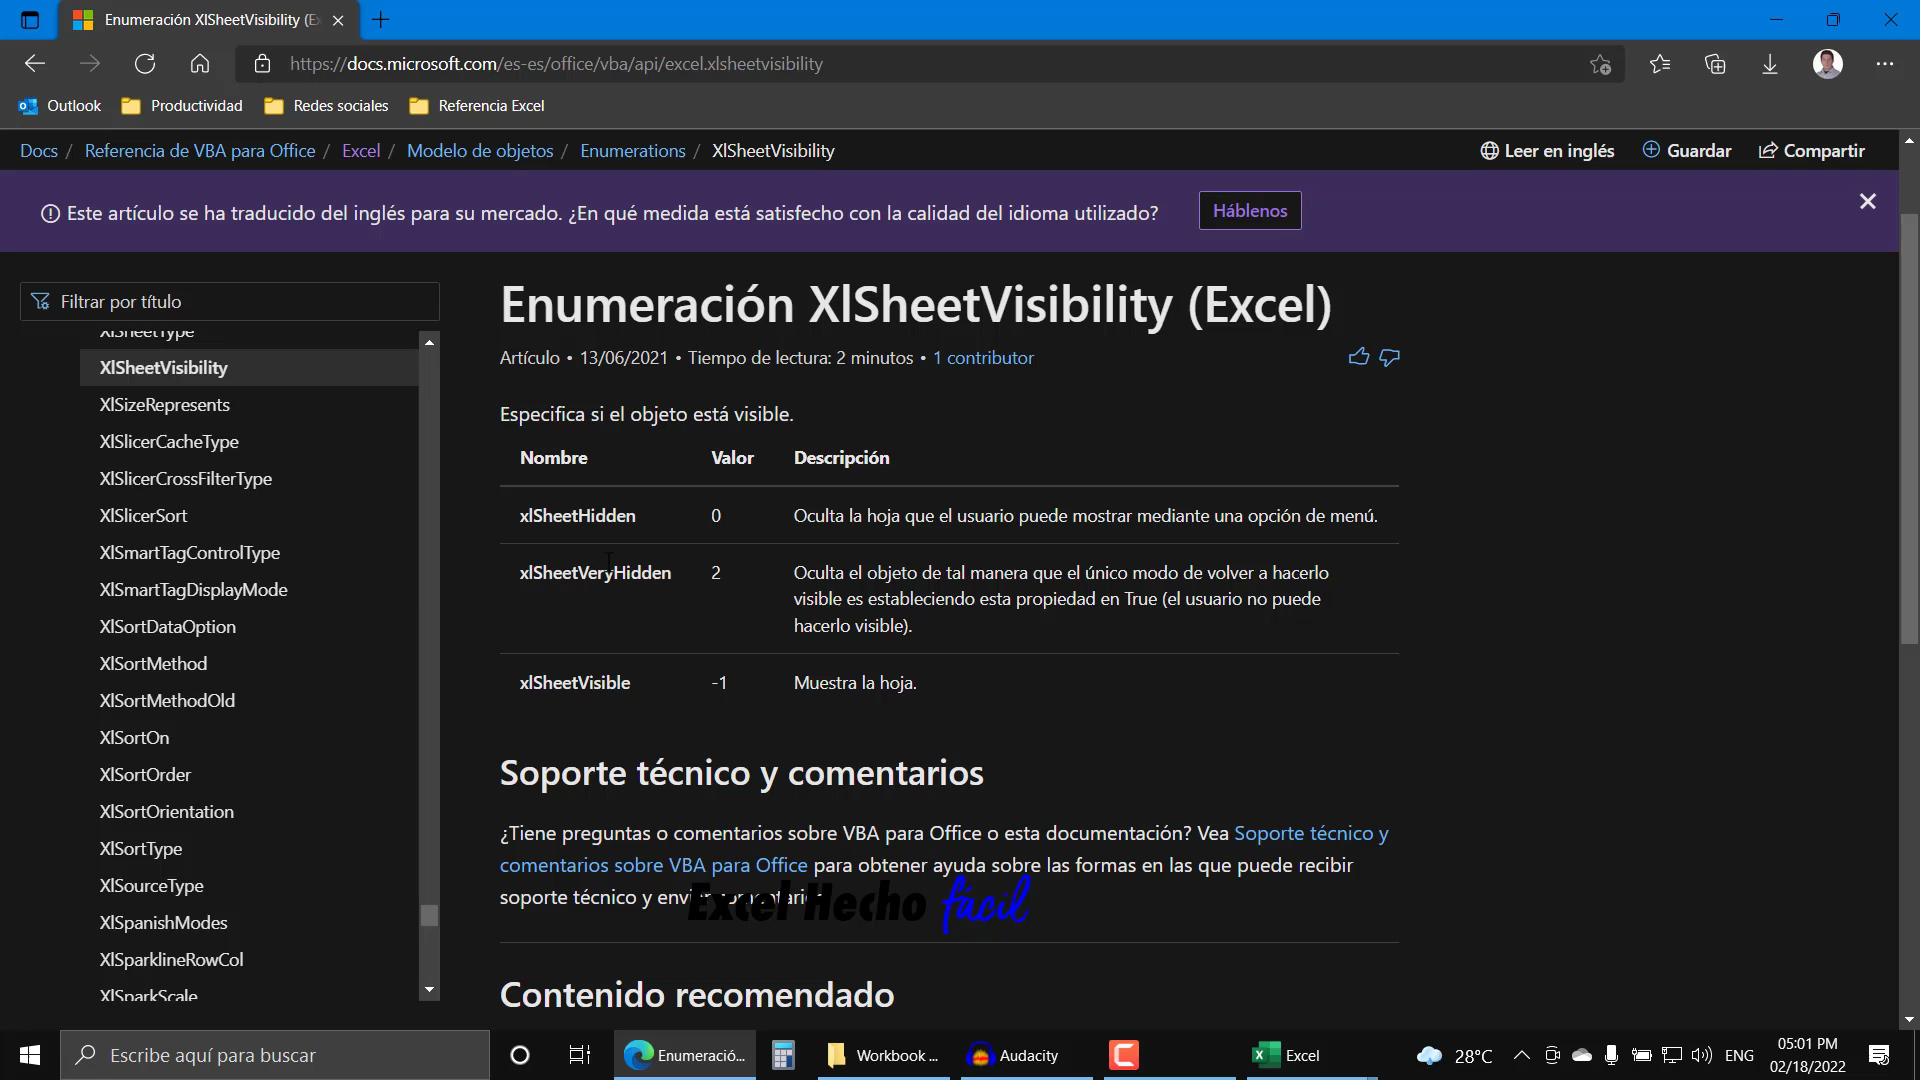 Enumeración XlSheetVisibility (E
https://docs.microsoft.com/es-es/office/vba/api/excel.xlsheetvisibility
Outlook Productividad Redes sociales Referencia Excel
Docs / Referencia de VBA para Office / Excel / Modelo de objetos / Enumerations / XlSheetVisibility Leer en inglés Guardar Compartir
Este artículo se ha traducido del inglés para su mercado. ¿En qué medida está satisfecho con la calidad del idioma utilizado? Háblenos
Filtrar por título
XlSheetType
XlSheetVisibility
XlSizeRepresents
XlSlicerCacheType
XlSlicerCrossFilterType
XlSlicerSort
XlSmartTagControlType
XlSmartTagDisplayMode
XlSortDataOption
XlSortMethod
XlSortMethodOld
XlSortOn
XlSortOrder
XlSortOrientation
XlSortType
XlSourceType
XlSpanishModes
XlSparklineRowCol
XlSparkScale
Enumeración XlSheetVisibility (Excel)
Artículo • 13/06/2021 • Tiempo de lectura: 2 minutos • 1 contributor
Especifica si el objeto está visible.
Nombre Valor Descripción
xlSheetHidden 0 Oculta la hoja que el usuario puede mostrar mediante una opción de menú.
xlSheetVeryHidden 2 Oculta el objeto de tal manera que el único modo de volver a hacerlo
visible es estableciendo esta propiedad en True (el usuario no puede
hacerlo visible).
xlSheetVisible -1 Muestra la hoja.
Soporte técnico y comentarios
¿Tiene preguntas o comentarios sobre VBA para Office o esta documentación? Vea Soporte técnico y
comentarios sobre VBA para Office para obtener ayuda sobre las formas en las que puede recibir
soporte técnico y enviar comentarios
Excel Hecho fácil
Contenido recomendado
Escribe aquí para buscar
Enumeració... Workbook ... Audacity Excel
28°C ENG
05:01 PM
02/18/2022